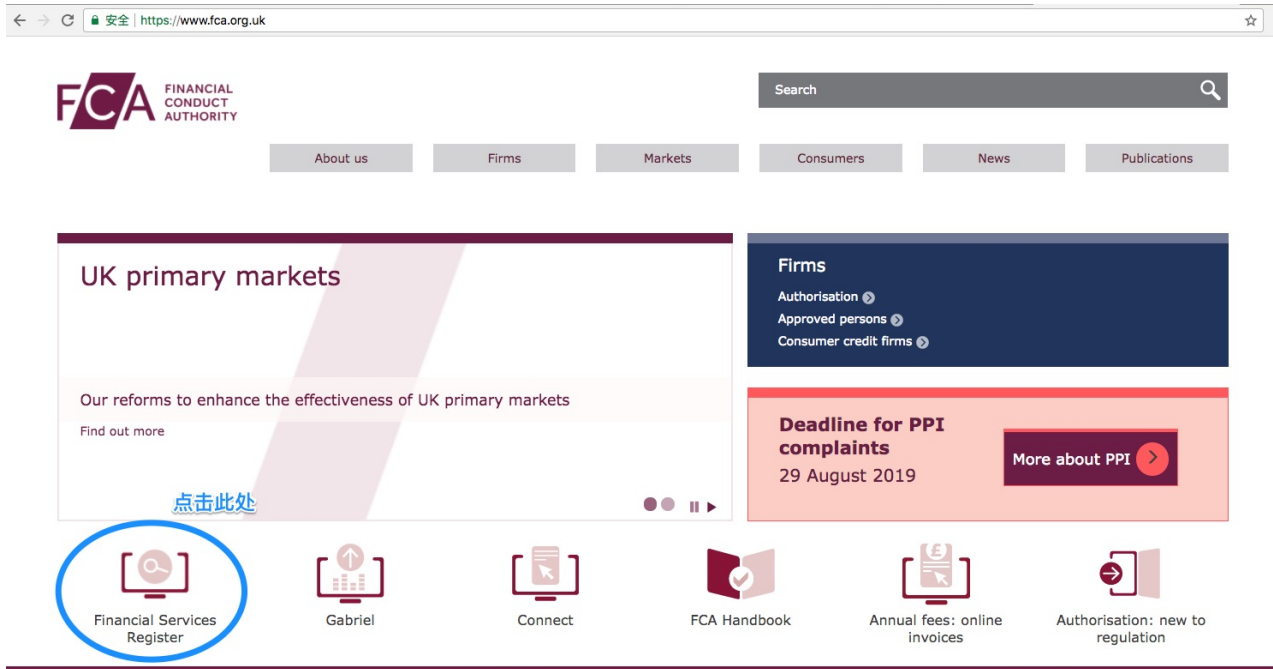 安全 https://www.fca.org.uk
FCA FINANCIAL
CONDUCT
AUTHORITY
Search
About us Firms Markets Consumers News Publications
UK primary markets
Our reforms to enhance the effectiveness of UK primary markets
Find out more
点击此处
Firms
Authorisation
Approved persons
Consumer credit firms
Deadline for PPI
complaints
29 August 2019
More about PPI
Financial Services
Register
Gabriel
Connect
FCA Handbook
Annual fees: online
invoices
Authorisation: new to
regulation